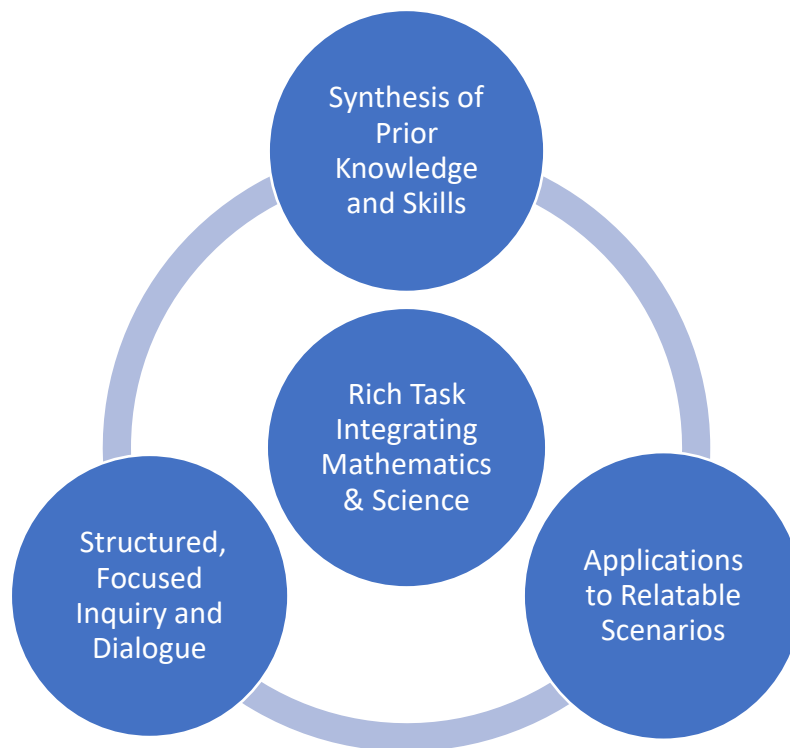 Synthesis of
Prior
Knowledge
and Skills
Rich Task
Integrating
Mathematics
& Science
Structured,
Focused
Inquiry and
Dialogue
Applications
to Relatable
Scenarios